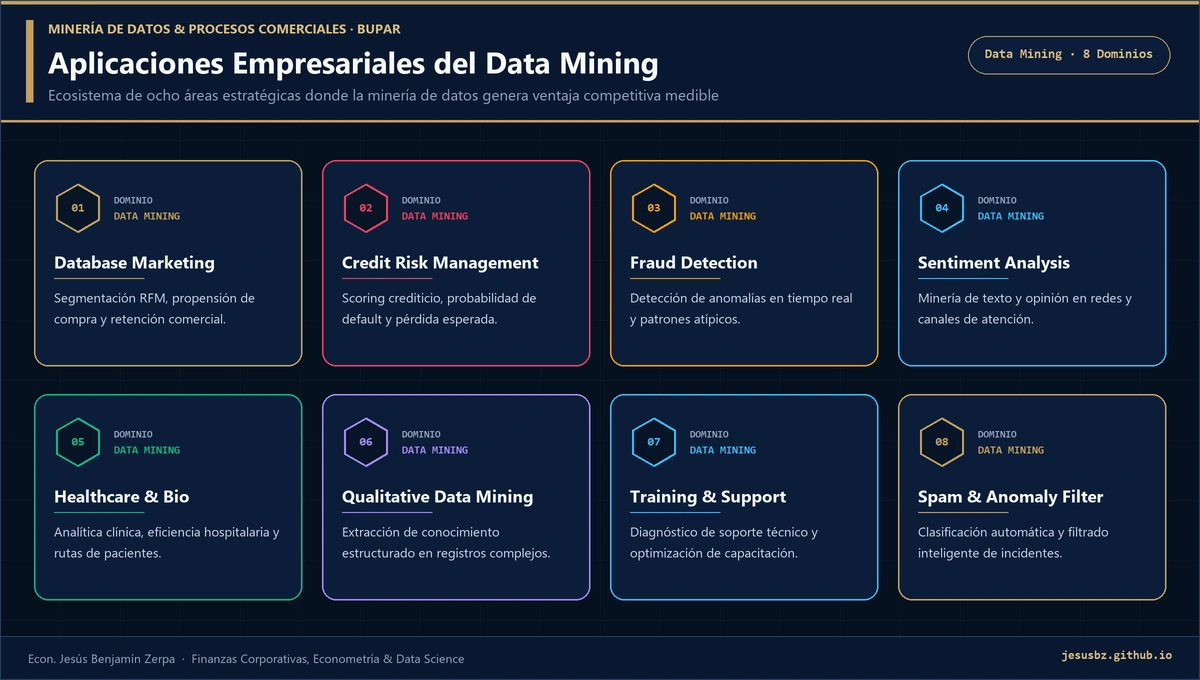 MINERÍA DE DATOS & PROCESOS COMERCIALES · BUPAR
Aplicaciones Empresariales del Data Mining
Ecosistema de ocho áreas estratégicas donde la minería de datos genera ventaja competitiva medible
Data Mining · 8 Dominios
01
DOMINIO
DATA MINING
Database Marketing
Segmentación RFM, propensión de
compra y retención comercial.
02
DOMINIO
DATA MINING
Credit Risk Management
Scoring crediticio, probabilidad de
default y pérdida esperada.
03
DOMINIO
DATA MINING
Fraud Detection
Detección de anomalías en tiempo real
y patrones atípicos.
04
DOMINIO
DATA MINING
Sentiment Analysis
Minería de texto y opinión en redes y
canales de atención.
05
DOMINIO
DATA MINING
Healthcare & Bio
Analítica clínica, eficiencia hospitalaria y
rutas de pacientes.
06
DOMINIO
DATA MINING
Qualitative Data Mining
Extracción de conocimiento
estructurado en registros complejos.
07
DOMINIO
DATA MINING
Training & Support
Diagnóstico de soporte técnico y
optimización de capacitación.
08
DOMINIO
DATA MINING
Spam & Anomaly Filter
Clasificación automática y filtrado
inteligente de incidentes.
Econ. Jesús Benjamín Zerpa · Finanzas Corporativas, Econometría & Data Science
jesusbz.github.io